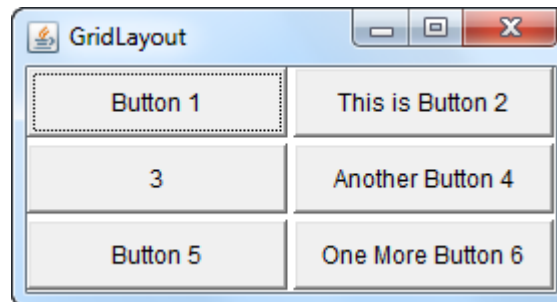 GridLayout
Button 1
This is Button 2
3
Another Button 4
Button 5
One More Button 6